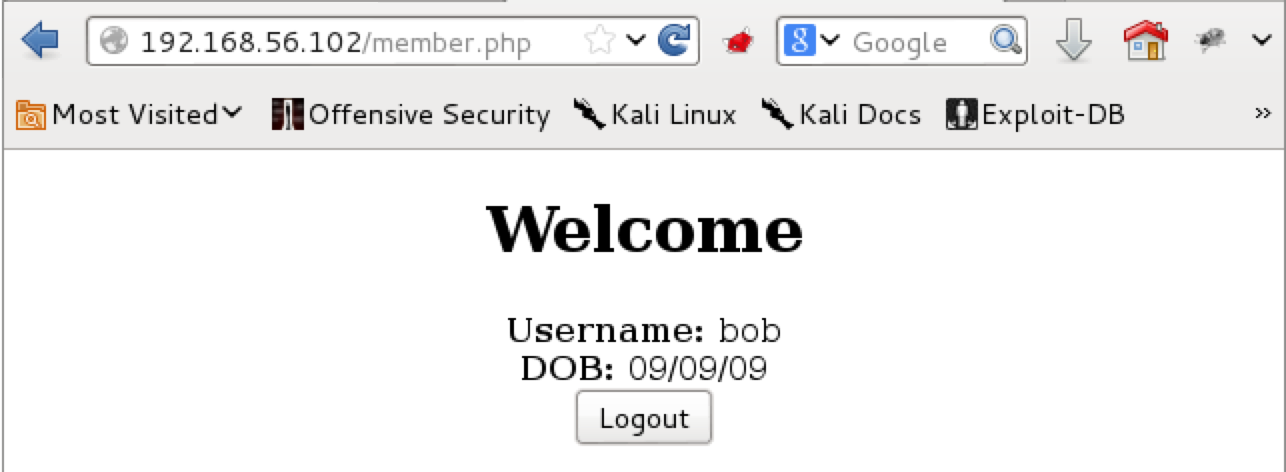 192.168.56.102/member.php Google
Most Visited Offensive Security Kali Linux Kali Docs Exploit-DB »
Welcome
Username: bob
DOB: 09/09/09
Logout